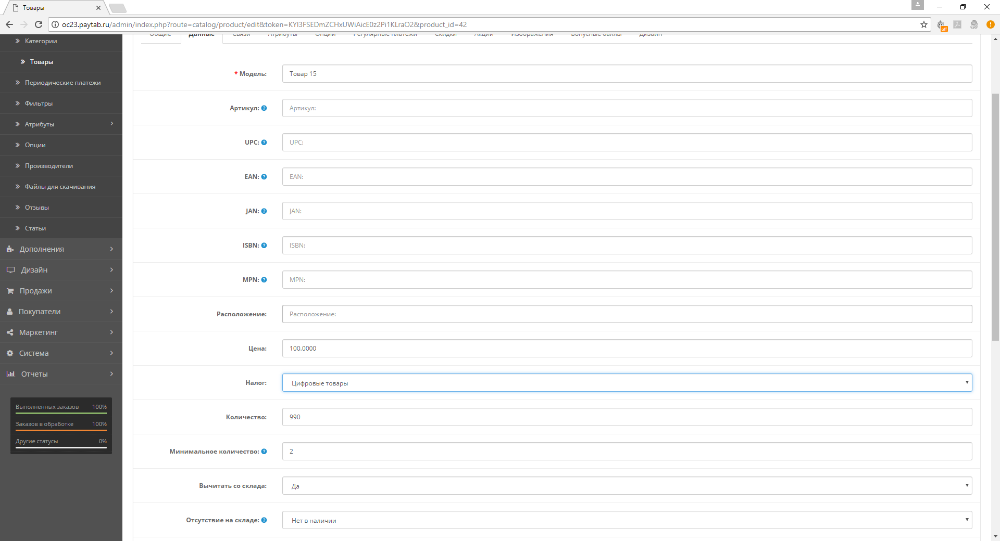 Товары
oc23.paytab.ru/admin/index.php?route=catalog/product/edit&token=KYI3FSEDmZCHxUWiAicE0z2Pi1KLraO2&product_id=42
off
Категории
Товары
Периодические платежи
Фильтры
Атрибуты
Опции
Производители
Файлы для скачивания
Отзывы
Статьи
Дополнения
Дизайн
Продажи
Покупатели
Маркетинг
Система
Отчеты
Выполненных заказов 100%
Заказов в обработке 100%
Другие статусы 0%
Общие Данные Связи Атрибуты Опции Регулярные платежи Скидки Акции Изображения Бонусные баллы Дизайн
* Модель: Товар 15
Артикул: Артикул:
UPC: UPC:
EAN: EAN:
JAN: JAN:
ISBN: ISBN:
MPN: MPN:
Расположение: Расположение:
Цена: 100.0000
Налог: Цифровые товары
Количество: 990
Минимальное количество: 2
Вычитать со склада: Да
Отсутствие на складе: Нет в наличии